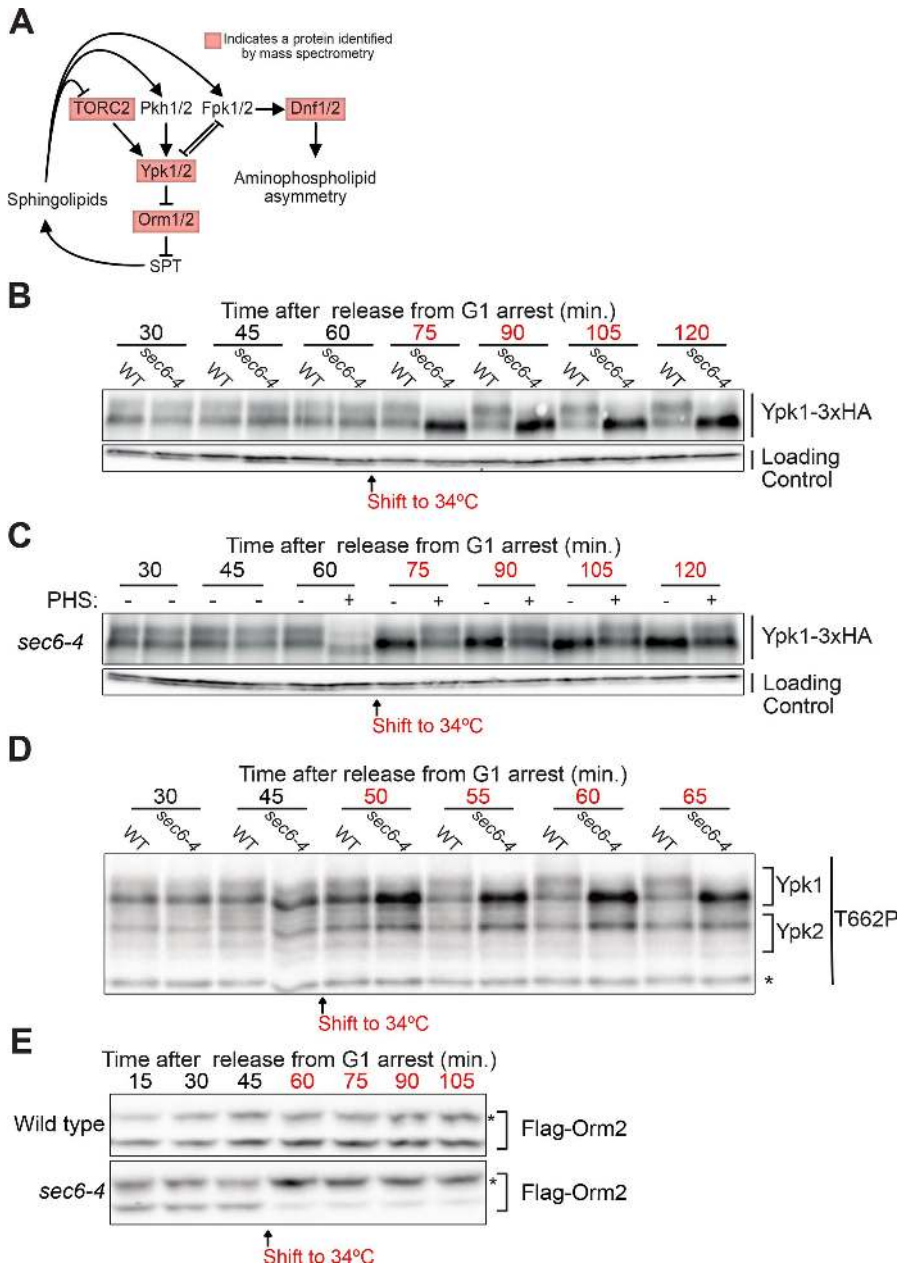 A
Indicates a protein identified
by mass spectrometry
TORC2 Pkh1/2 Fpk1/2 Dnf1/2
Ypk1/2
Aminophospholipid
asymmetry
Sphingolipids
Orm1/2
SPT
B
Time after release from G1 arrest (min.)
30 45 60 75 90 105 120
WT sec6-4 WT sec6-4 WT sec6-4 WT sec6-4 WT sec6-4 WT sec6-4 WT sec6-4
Ypk1-3xHA
Loading
Control
Shift to 34ºC
C
Time after release from G1 arrest (min.)
30 45 60 75 90 105 120
PHS: - - - - - + - + - + - + - +
sec6-4
Ypk1-3xHA
Loading
Control
Shift to 34ºC
D
Time after release from G1 arrest (min.)
30 45 50 55 60 65
WT sec6-4 WT sec6-4 WT sec6-4 WT sec6-4 WT sec6-4 WT sec6-4
Ypk1
Ypk2
T662P
*
Shift to 34ºC
E
Time after release from G1 arrest (min.)
15 30 45 60 75 90 105
Wild type
* Flag-Orm2
sec6-4
* Flag-Orm2
Shift to 34ºC